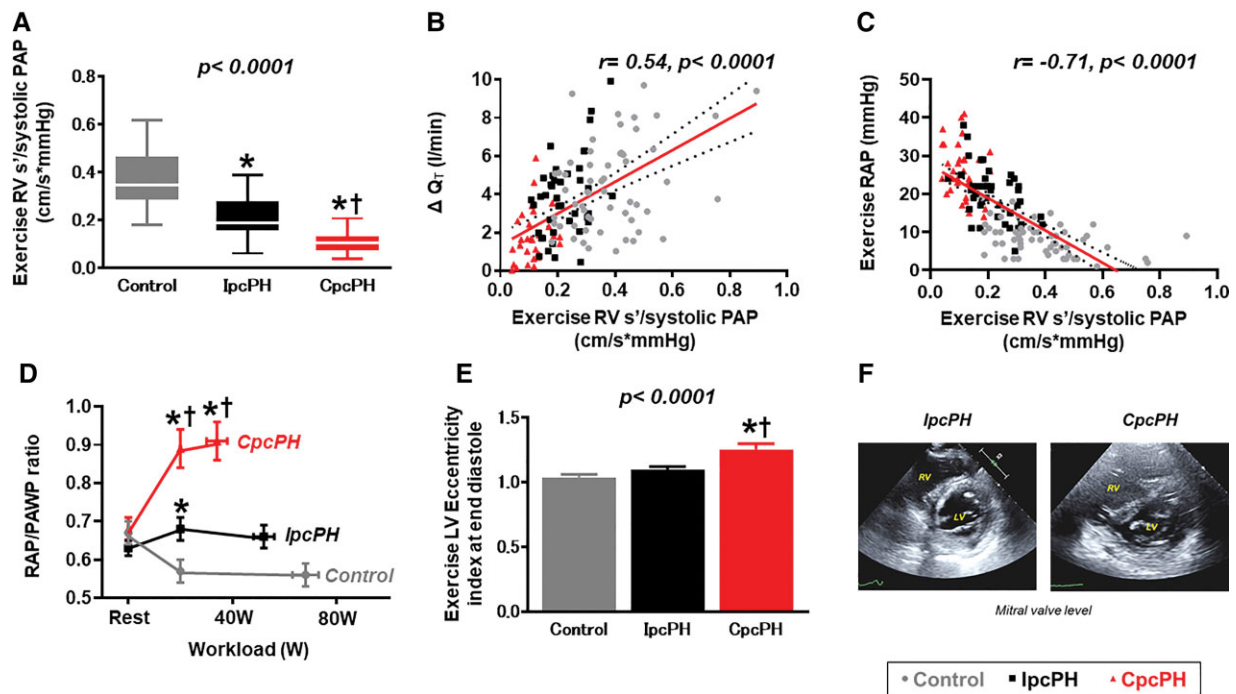 A
p< 0.0001
Exercise RV s'/systolic PAP
(cm/s*mmHg)
0.8
0.6
0.4
0.2
0.0
*
*†
Control
IpcPH
CpcPH
B
r= 0.54, p< 0.0001
Δ QT (l/min)
10
8
6
4
2
0
0.0
0.2
0.4
0.6
0.8
1.0
Exercise RV s'/systolic PAP
(cm/s*mmHg)
C
r= -0.71, p< 0.0001
Exercise RAP (mmHg)
50
40
30
20
10
0
0.0
0.2
0.4
0.6
0.8
1.0
Exercise RV s'/systolic PAP
(cm/s*mmHg)
D
RAP/PAWP ratio
1.0
0.9
0.8
0.7
0.6
0.5
*†
*†
CpcPH
*
IpcPH
Control
Rest
40W
80W
Workload (W)
E
p< 0.0001
Exercise LV Eccentricity
index at end diastole
1.5
1.0
0.5
0.0
*†
Control
IpcPH
CpcPH
F
IpcPH
CpcPH
RV
LV
RV
LV
Mitral valve level
Control
IpcPH
CpcPH